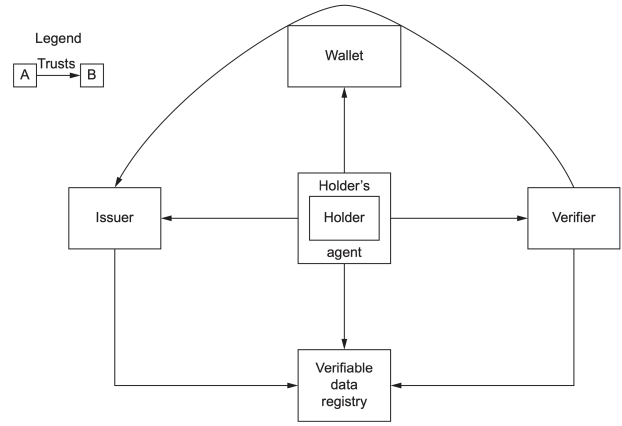 Legend
Trusts
A
B
Wallet
Holder's
Holder
agent
Issuer
Verifier
Verifiable
data
registry